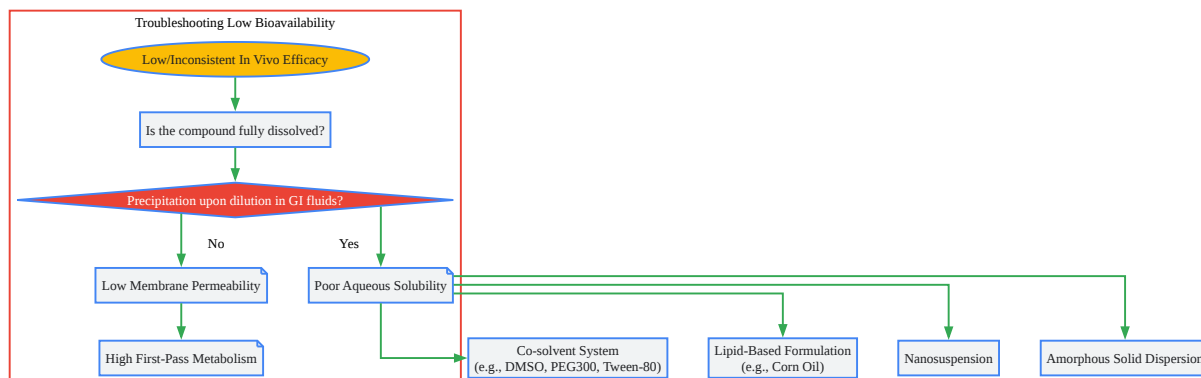 Troubleshooting Low Bioavailability
Low/Inconsistent In Vivo Efficacy
Is the compound fully dissolved?
Precipitation upon dilution in GI fluids?
No
Yes
Low Membrane Permeability
Poor Aqueous Solubility
High First-Pass Metabolism
Co-solvent System
(e.g., DMSO, PEG300, Tween-80)
Lipid-Based Formulation
(e.g., Corn Oil)
Nanosuspension
Amorphous Solid Dispersion